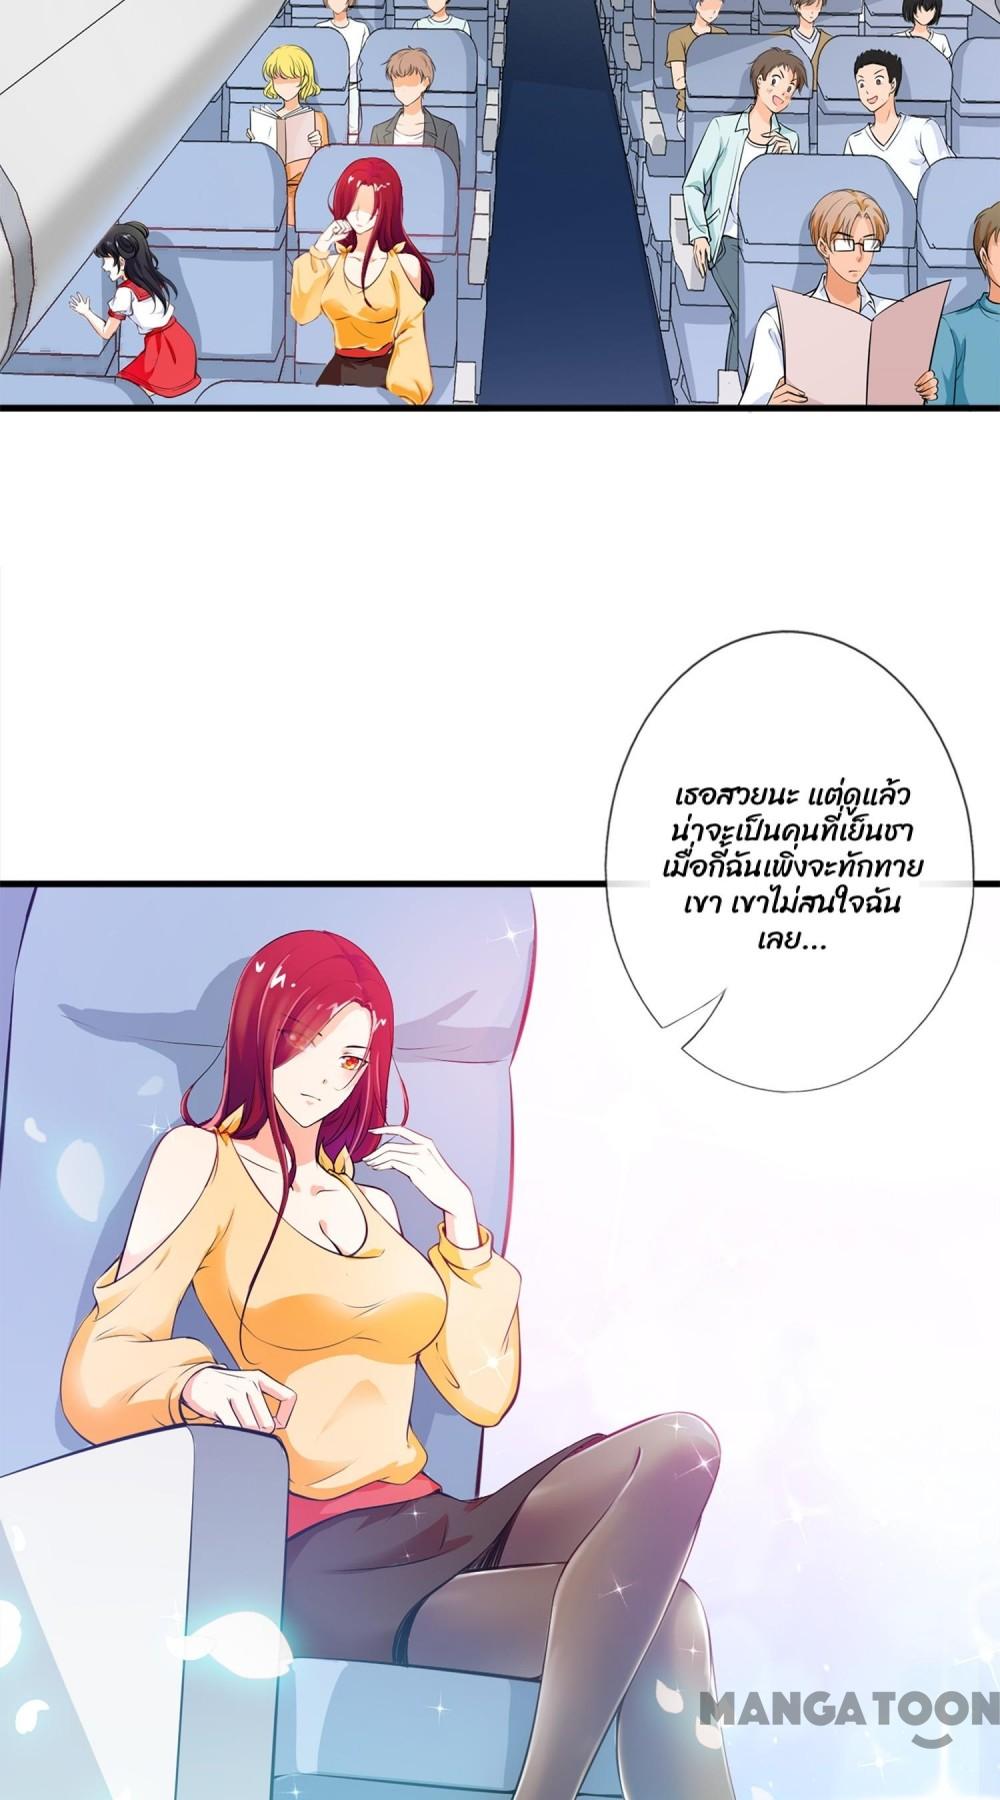 เธอสวยนะ แต่ดูแล้ว
น่าจะเป็นคนที่เย็นชา
เมื่อกี้ฉันเพิ่งจะทักทาย
เขา เขาไม่สนใจฉัน
เลย...
MANGATOON